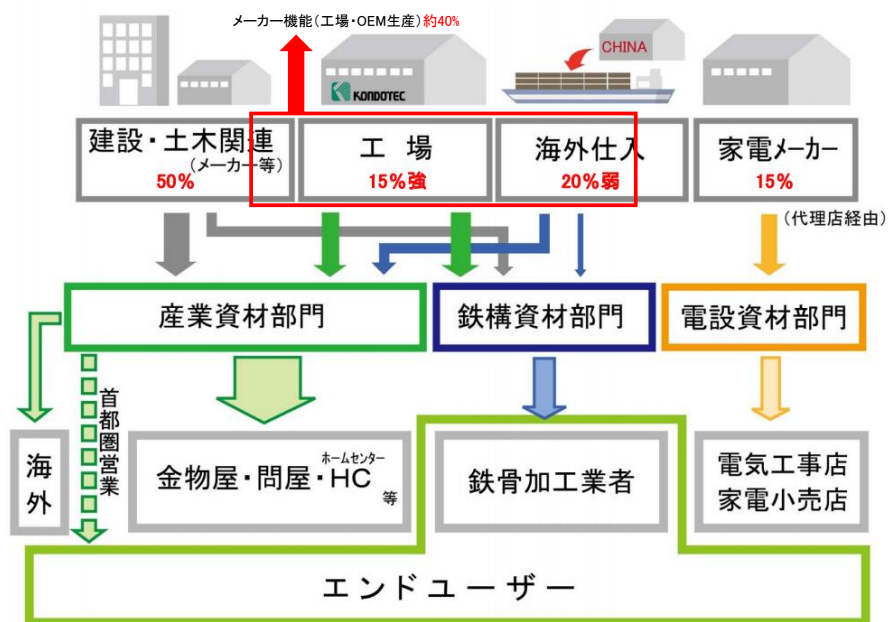 メーカー機能(工場・OEM生産)約40%
CHINA
KONDOTEC
建設・土木関連
(メーカー等)
50%
工場
15%強
海外仕入
20%弱
家電メーカー
15%
(代理店経由)
産業資材部門
鉄構資材部門
電設資材部門
首都圏営業
海外
金物屋・問屋・HC等
ホームセンター
鉄骨加工業者
電気工事店
家電小売店
エンドユーザー